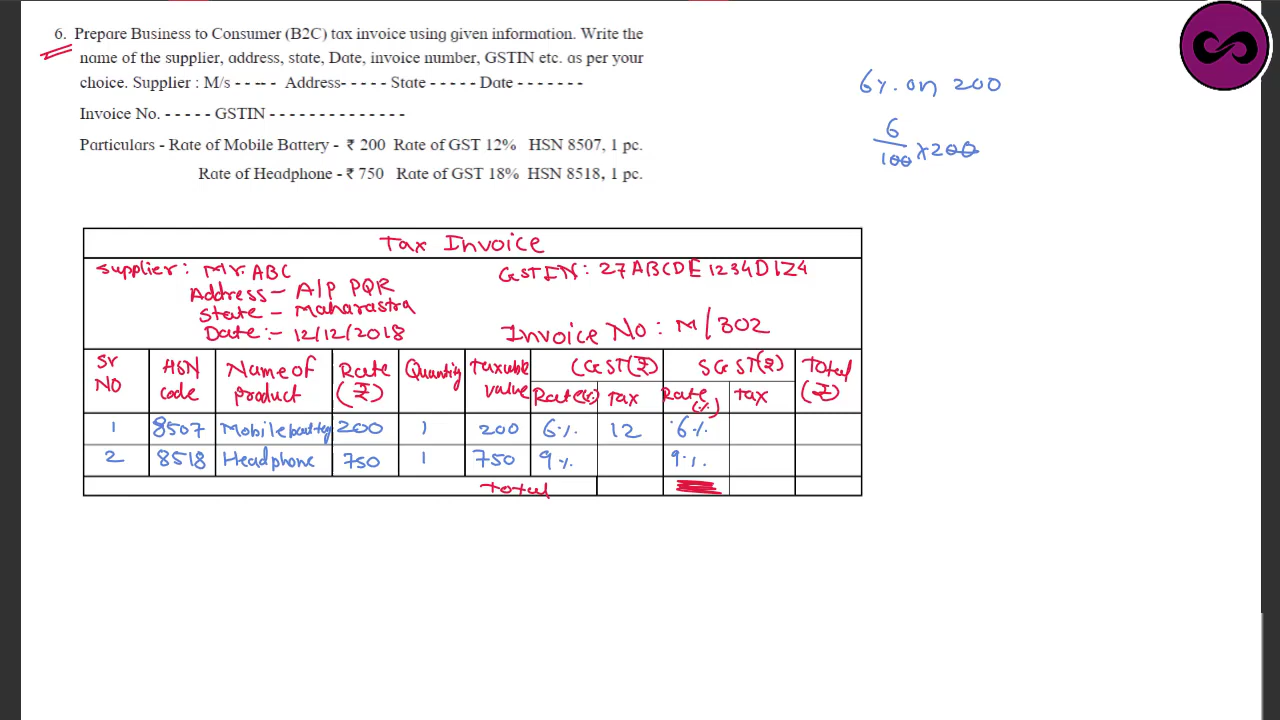 6. Prepare Business to Consumer (B2C) tax invoice using given information. Write the
name of the supplier, address, state, Date, invoice number, GSTIN etc. as per your
choice. Supplier : M/s - - - -- Address- - - - - State - - - - - Date - - - - - - -
Invoice No. - - - - - GSTIN - - - - - - - - - - - - - -
Particulars - Rate of Mobile Battery - ₹ 200 Rate of GST 12% HSN 8507, 1 pc.
Rate of Headphone - ₹ 750 Rate of GST 18% HSN 8518, 1 pc.
6%. on 200
6
100 x 200
Tax Invoice
Supplier : Mr. ABC
GSTIN : 27ABCDE1234D1Z4
Address - A/P PQR
State - Maharastra
Date :- 12/12/2018
Invoice No : M/302
Sr NO HSN code Name of product Rate (₹) Quantity Taxable value CGST(₹) SGST(₹) Total (₹)
Rate(%) Tax Rate (%) Tax
1 8507 Mobile battery 200 1 200 6% 12 6%
2 8518 Headphone 750 1 750 9% 9%
Total